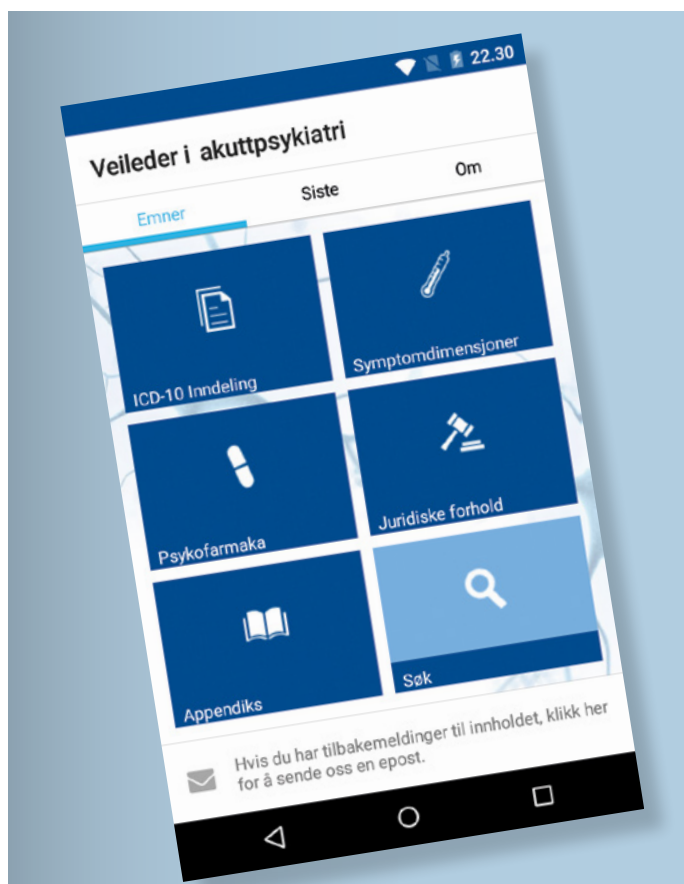 22.30
Veileder i akuttpsykiatri
Emner
Siste
Om
ICD-10 Inndeling
Symptomdimensjoner
Psykofarmaka
Juridiske forhold
Appendiks
Søk
Hvis du har tilbakemeldinger til innholdet, klikk her
for å sende oss en epost.